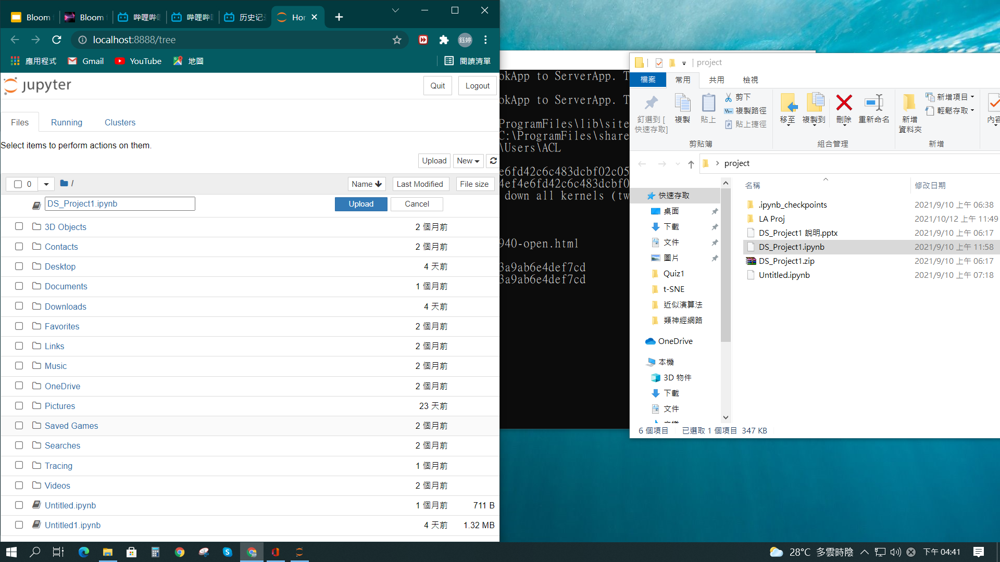 Bloom
Bloom
哔哩哔哩
哔哩哔哩
历史记录
Hor
localhost:8888/tree
鈺婷
應用程式
Gmail
YouTube
地圖
閱讀清單
jupyter
Quit
Logout
Files
Running
Clusters
Select items to perform actions on them.
Upload
New
0
/
Name
Last Modified
File size
DS_Project1.ipynb
Upload
Cancel
3D Objects
2 個月前
Contacts
2 個月前
Desktop
4 天前
Documents
1 個月前
Downloads
4 天前
Favorites
2 個月前
Links
2 個月前
Music
2 個月前
OneDrive
2 個月前
Pictures
23 天前
Saved Games
2 個月前
Searches
2 個月前
Tracing
1 個月前
Videos
2 個月前
Untitled.ipynb
1 個月前
711 B
Untitled1.ipynb
4 天前
1.32 MB
okApp to ServerApp. T
okApp to ServerApp. T
ProgramFiles\lib\site
C:\ProgramFiles\share
\Users\ACL
e6fd42c6c483dcbf02c05
4ef4e6fd42c6c483dcbf0
down all kernels (tw
940-open.html
3a9ab6e4def7cd
3a9ab6e4def7cd
project
檔案
常用
共用
檢視
釘選到 [
快速存取]
複製
貼上
剪下
複製路徑
貼上捷徑
剪貼簿
移至
複製到
刪除
重新命名
組合管理
新增
資料夾
新增項目
輕鬆存取
新增
內容
project
名稱
修改日期
快速存取
桌面
下載
文件
圖片
Quiz1
t-SNE
近似演算法
類神經網路
OneDrive
本機
3D 物件
下載
文件
.ipynb_checkpoints
2021/9/10 上午 06:38
LA Proj
2021/10/12 上午 11:49
DS_Project1 說明.pptx
2021/9/10 上午 06:17
DS_Project1.ipynb
2021/9/10 上午 11:58
DS_Project1.zip
2021/9/10 上午 06:17
Untitled.ipynb
2021/9/10 上午 07:18
6 個項目
已選取 1 個項目 347 KB
28°C 多雲時陰
下午 04:41